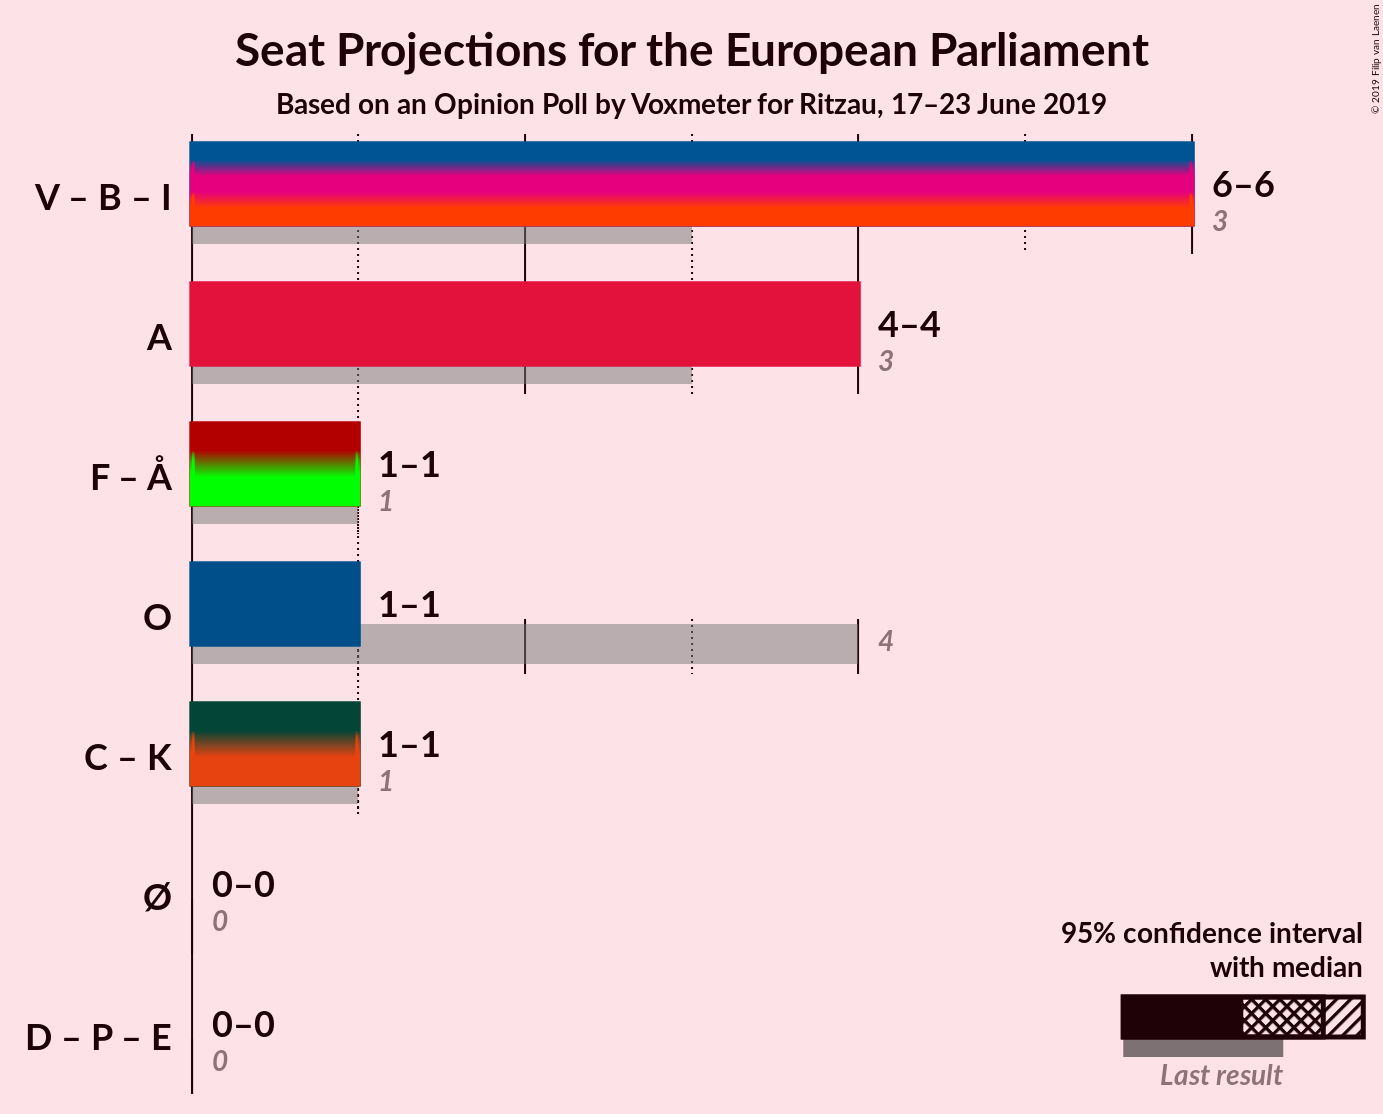 Seat Projections for the European Parliament
Based on an Opinion Poll by Voxmeter for Ritzau, 17–23 June 2019
© 2019 Filip van Laenen
V – B – I
6–6
3
A
4–4
3
F – Å
1–1
1
O
1–1
4
C – K
1–1
1
Ø
0–0
0
D – P – E
0–0
0
95% confidence interval
with median
Last result